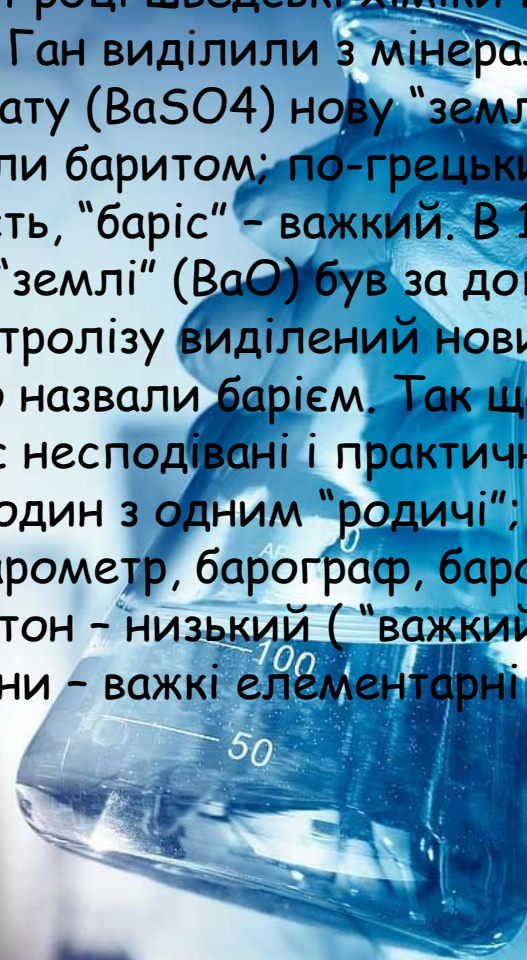 році шведські хіміки
Ган виділили з мінерал
ату (BaSO4) нову “земл
ли баритом; по-грецьки
сть, “баріс” – важкий. В 1
“землі” (BaO) був за до
тролізу виділений нови
назвали барієм. Так щ
с несподівані і практичн
один з одним “родичі”;
арометр, барограф, баро
тон – низький ( “важкий
ни – важкі елементарні
100
50